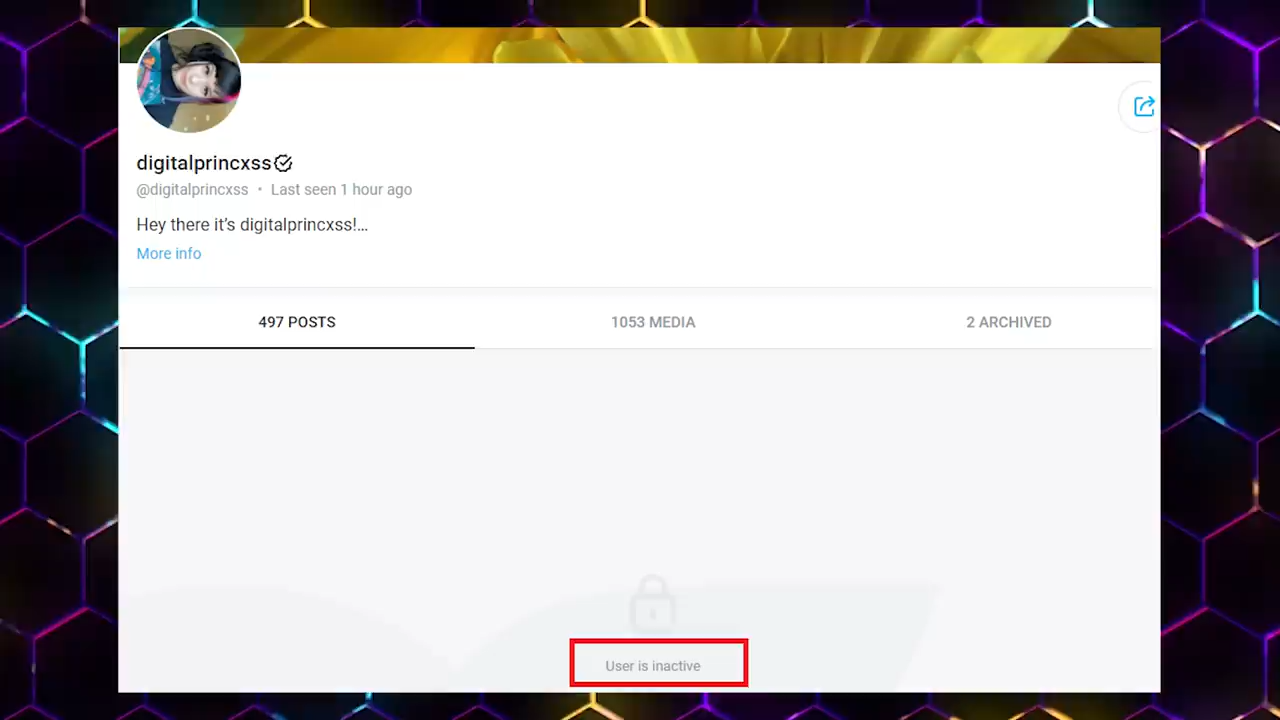 digitalprincxss
@digitalprincxss • Last seen 1 hour ago
Hey there it's digitalprincxss!...
More info
497 POSTS
1053 MEDIA
2 ARCHIVED
User is inactive